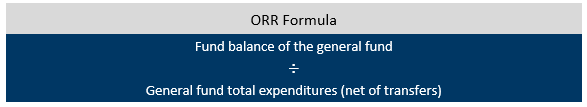 ORR Formula
Fund balance of the general fund
÷
General fund total expenditures (net of transfers)